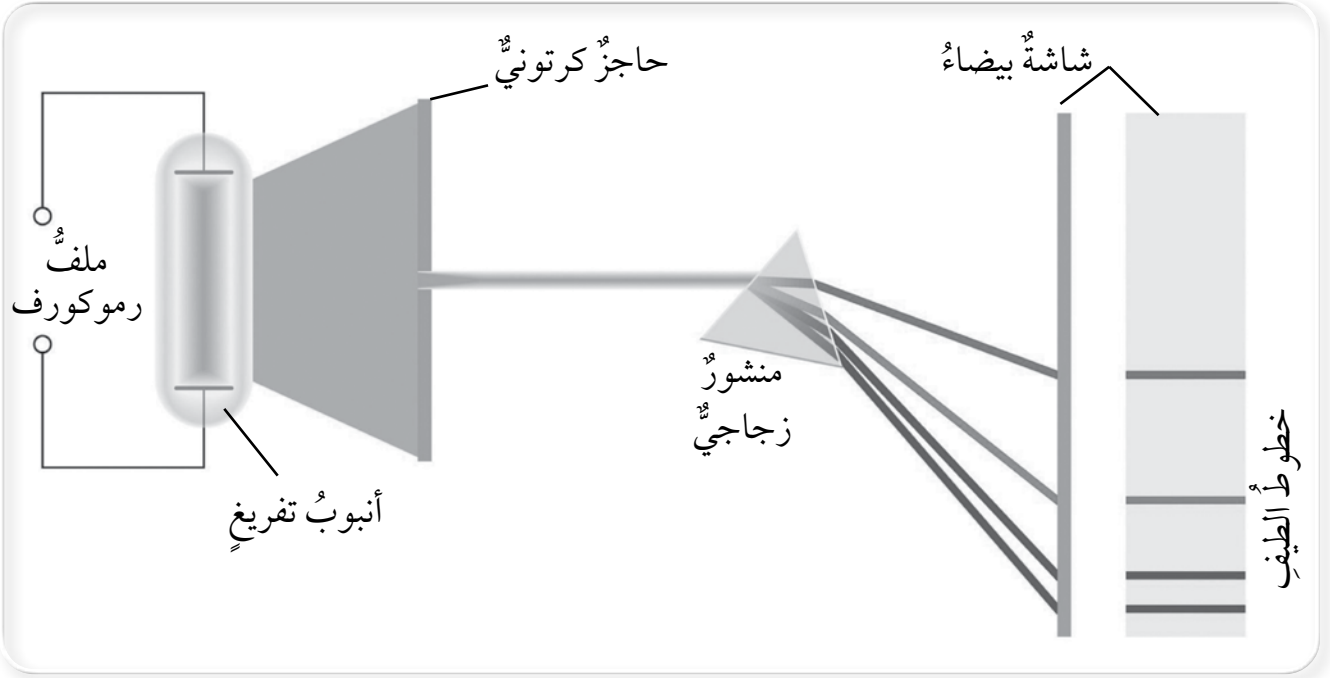 حاجزٌ كرتونيٌّ
شاشةٌ بيضاءُ
ملفُّ
رموكورف
منشورٌ
زجاجيٌّ
أنبوبُ تفريغٍ
خطوطُ الطيفِ